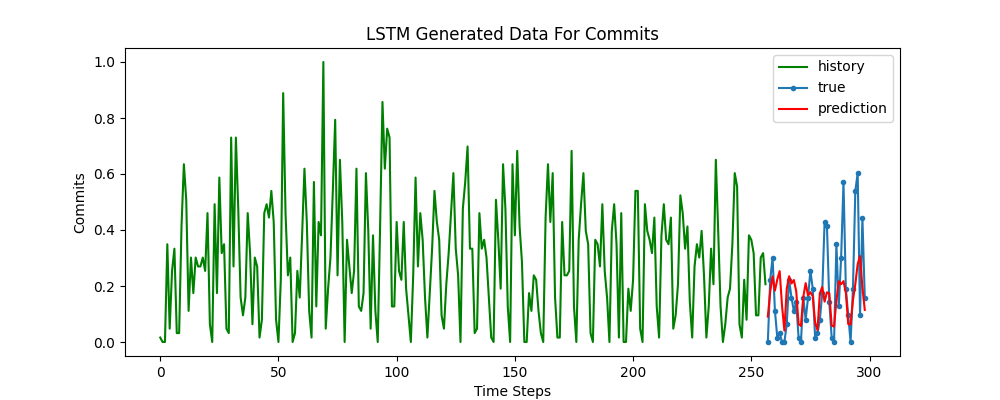 LSTM Generated Data For Commits
history
true
prediction
1.0
0.8
0.6
0.4
0.2
0.0
Commits
0
50
100
150
200
250
300
Time Steps